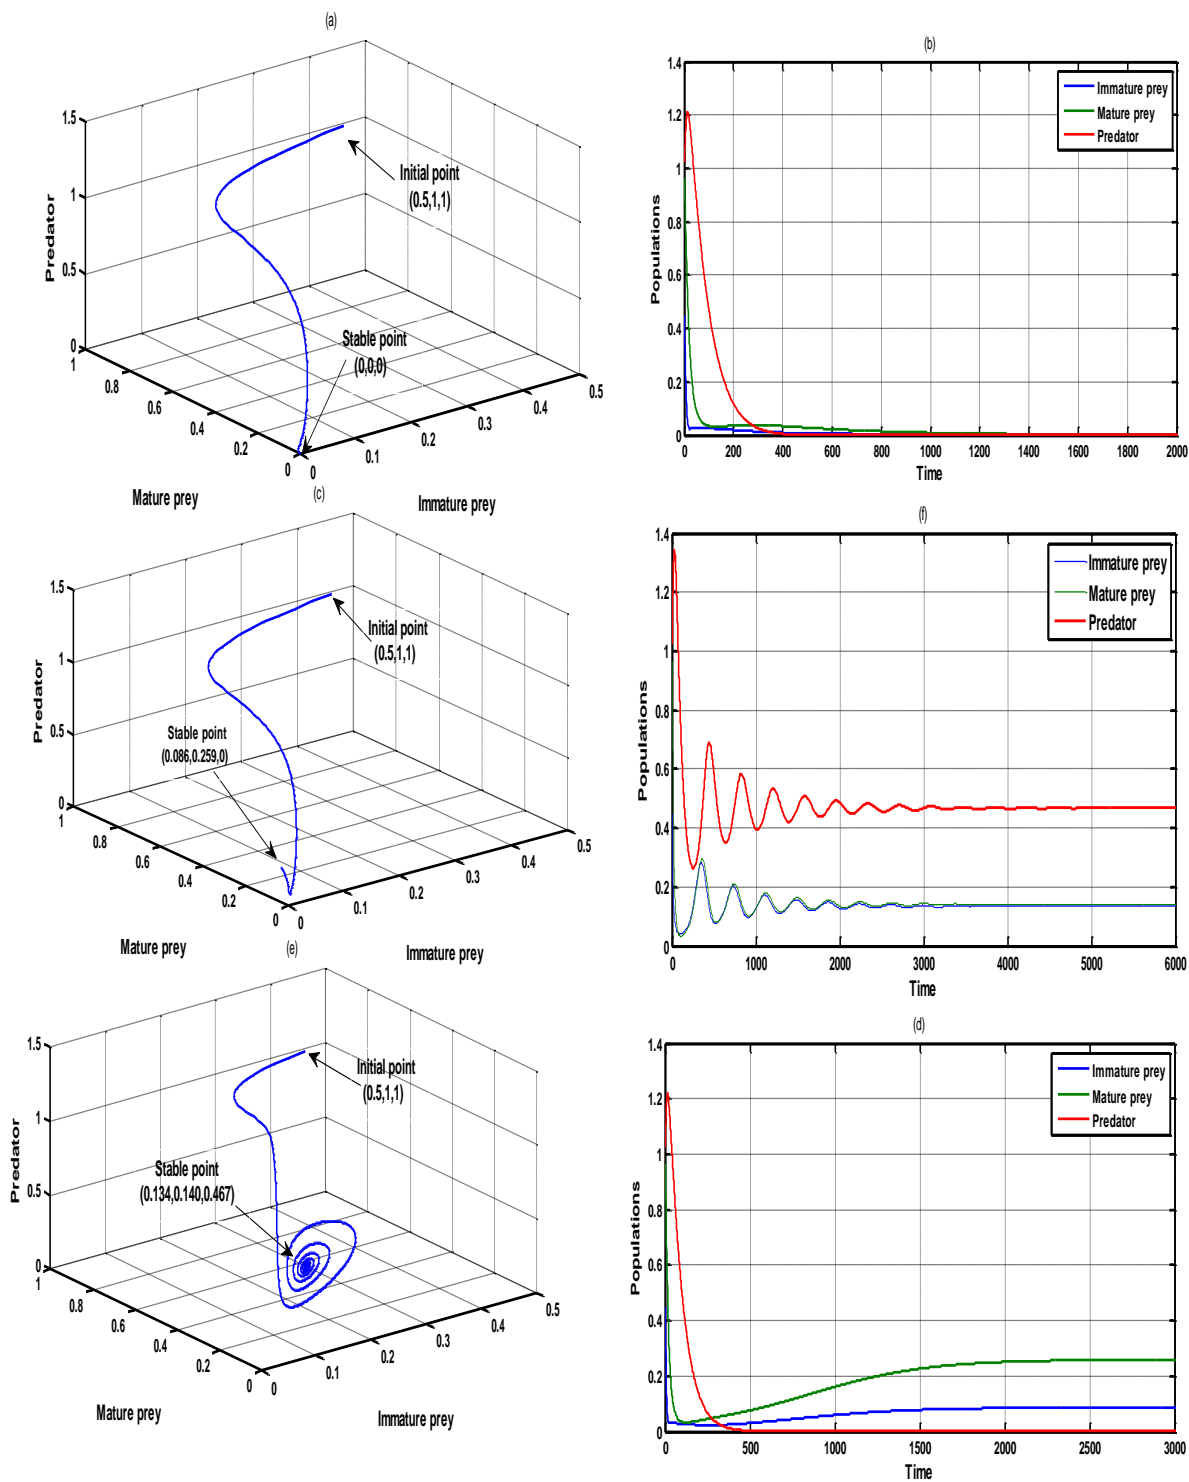 (a)
1.5
1
0.5
0
Predator
1
0.8
0.6
0.4
0.2
0
Mature prey
0
0.1
0.2
0.3
0.4
0.5
Immature prey
Initial point
(0.5,1,1)
Stable point
(0,0,0)
(b)
1.4
1.2
1
0.8
0.6
0.4
0.2
0
Populations
Immature prey
Mature prey
Predator
0 200 400 600 800 1000 1200 1400 1600 1800 2000
Time
(c)
1.5
1
0.5
0
Predator
1
0.8
0.6
0.4
0.2
0
Mature prey
0
0.1
0.2
0.3
0.4
0.5
Immature prey
Initial point
(0.5,1,1)
Stable point
(0.086,0.259,0)
(f)
1.4
1.2
1
0.8
0.6
0.4
0.2
0
Populations
Immature prey
Mature prey
Predator
0 1000 2000 3000 4000 5000 6000
Time
(e)
1.5
1
0.5
0
Predator
1
0.8
0.6
0.4
0.2
0
Mature prey
0
0.1
0.2
0.3
0.4
0.5
Immature prey
Initial point
(0.5,1,1)
Stable point
(0.134,0.140,0.467)
(d)
1.4
1.2
1
0.8
0.6
0.4
0.2
0
Populations
Immature prey
Mature prey
Predator
0 500 1000 1500 2000 2500 3000
Time